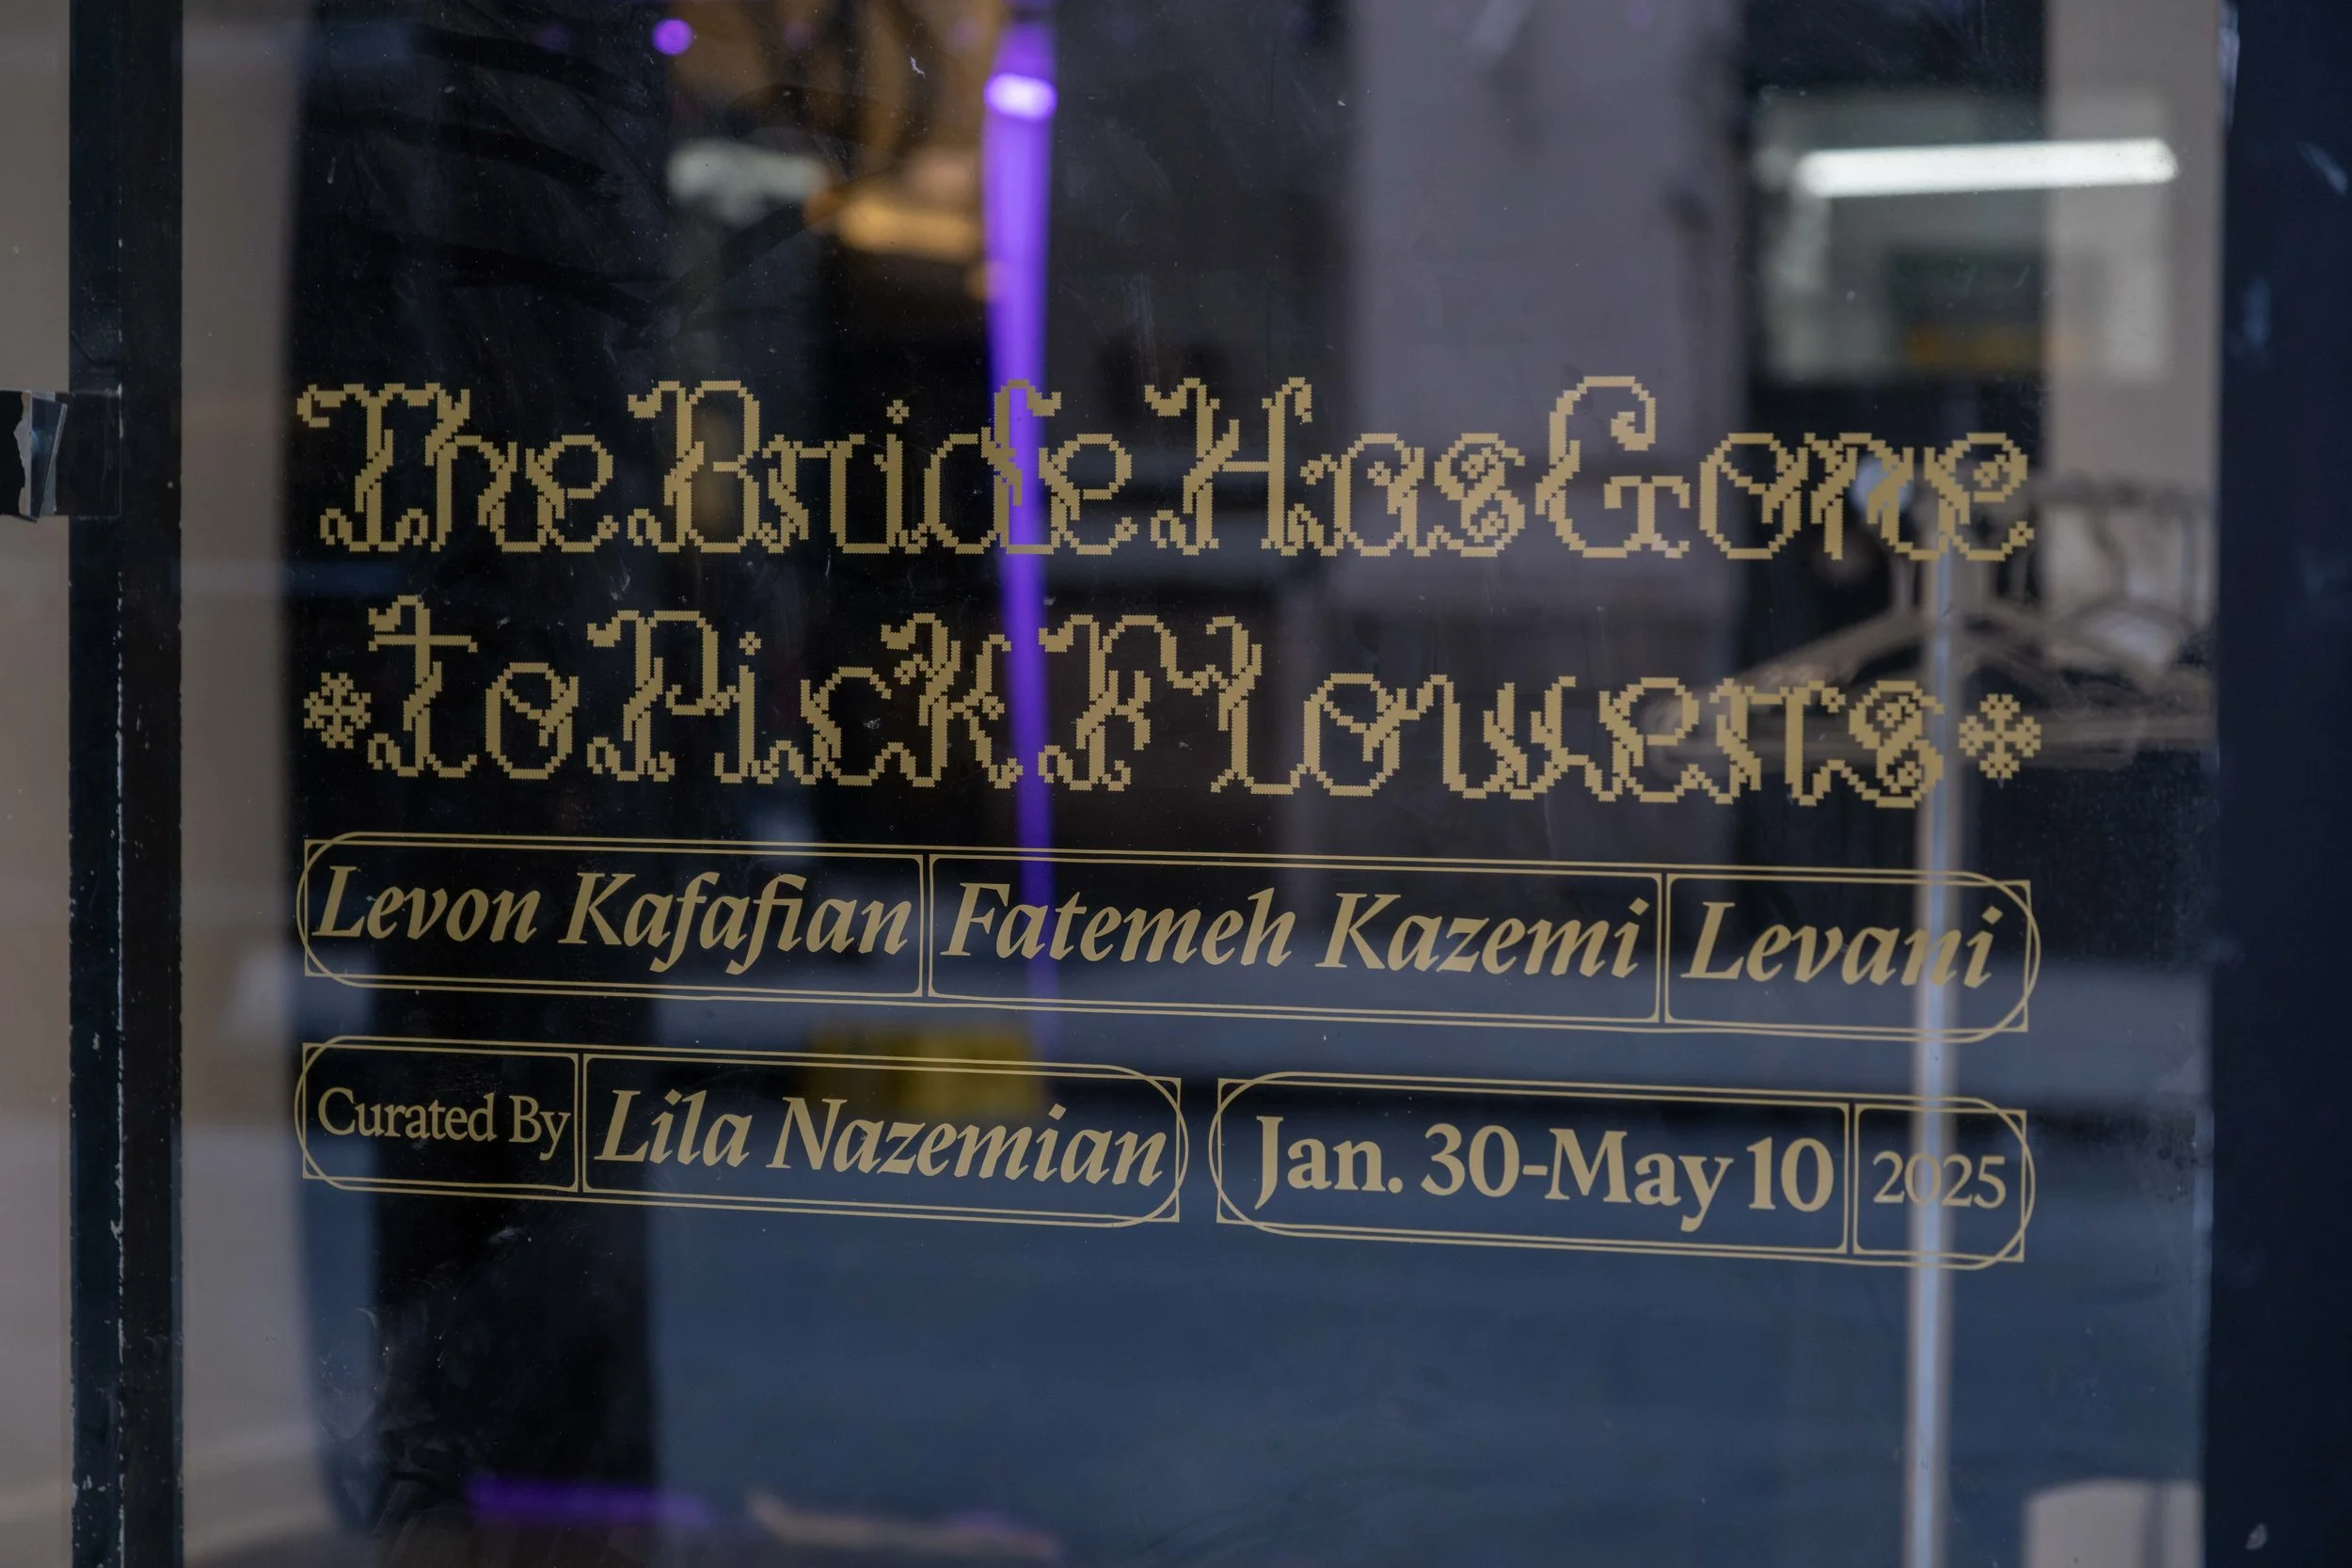 The Bride Has Gone
to Pick Flowers
Levon Kafafian Fatemeh Kazemi Levani
Curated By Lila Nazemian Jan. 30-May 10 2025